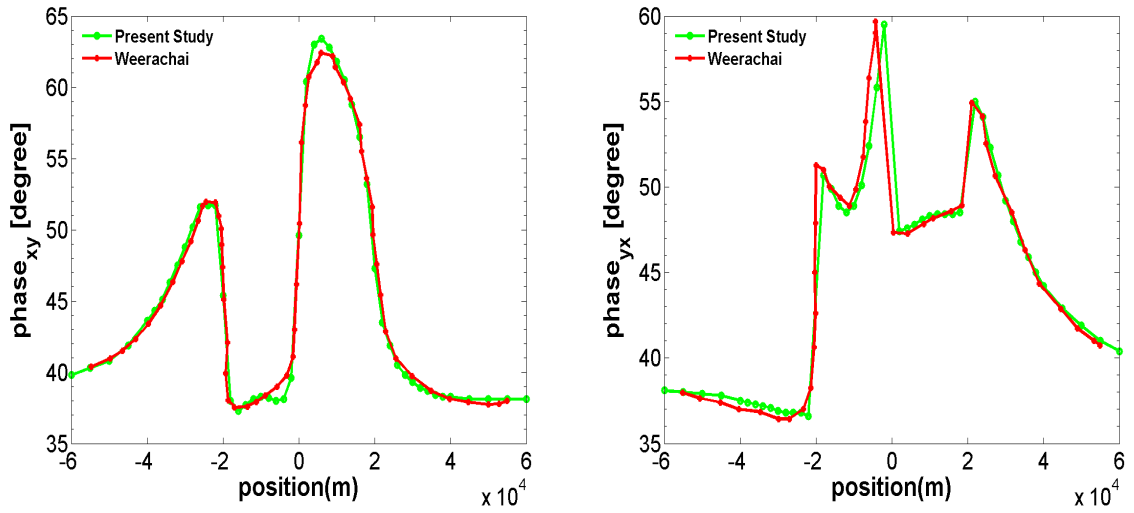 65
60
55
50
45
40
35
phase_xy [degree]
Present Study
Weerachai
−6
−4
−2
0
2
4
6
position(m)
x 10^4
60
55
50
45
40
35
phase_yx [degree]
Present Study
Weerachai
−6
−4
−2
0
2
4
6
position(m)
x 10^4